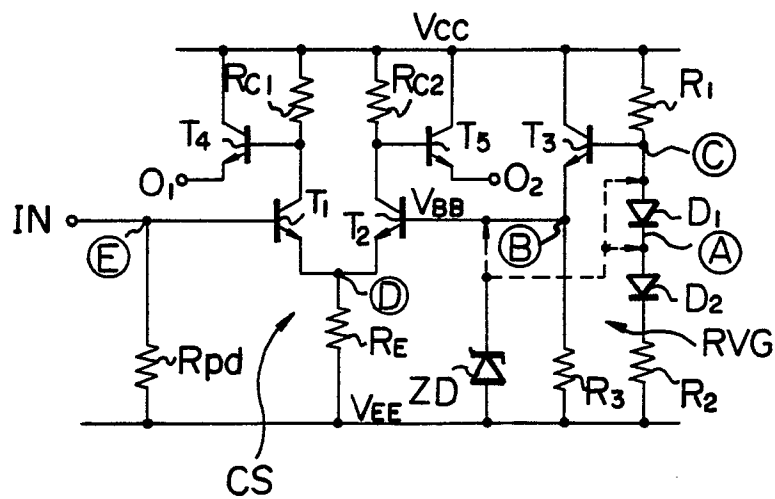 VCC
RC1
RC2
R1
T4
T5
T3
C
O1
O2
T1
T2
VBB
D1
IN
E
B
A
D
D2
Rpd
RE
ZD
R3
RVG
R2
VEE
CS